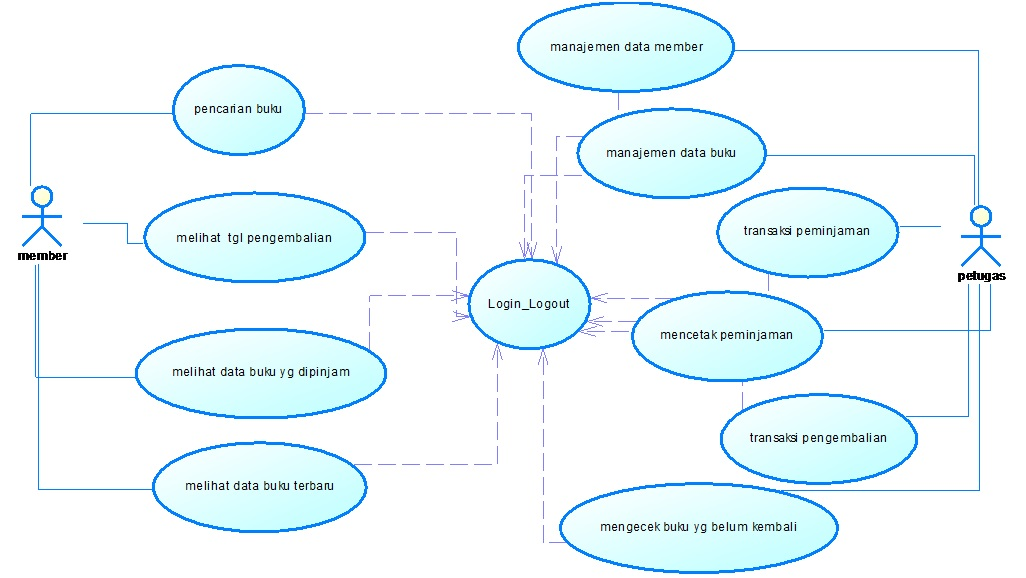 manajemen data member
pencarian buku
manajemen data buku
melihat tgl pengembalian
transaksi peminjaman
member
petugas
Login_Logout
mencetak peminjaman
melihat data buku yg dipinjam
transaksi pengembalian
melihat data buku terbaru
mengecek buku yg belum kembali